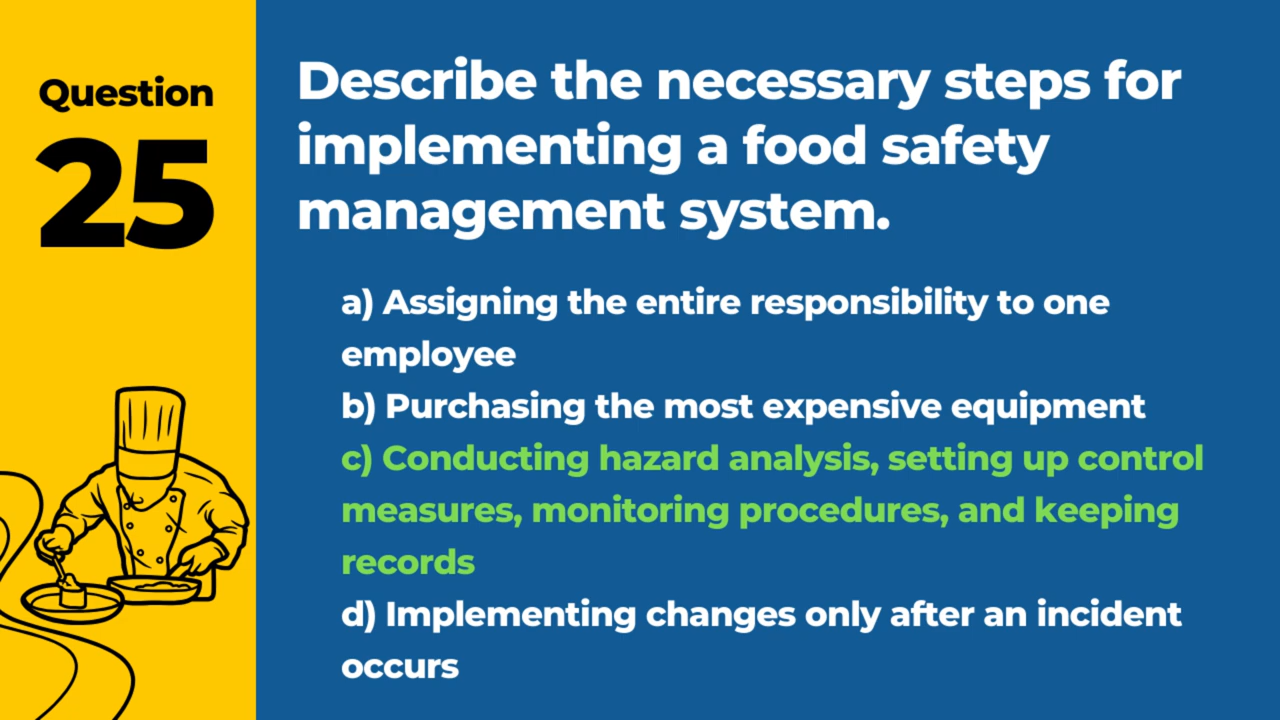 Question
25
Describe the necessary steps for
implementing a food safety
management system.
a) Assigning the entire responsibility to one
employee
b) Purchasing the most expensive equipment
c) Conducting hazard analysis, setting up control
measures, monitoring procedures, and keeping
records
d) Implementing changes only after an incident
occurs